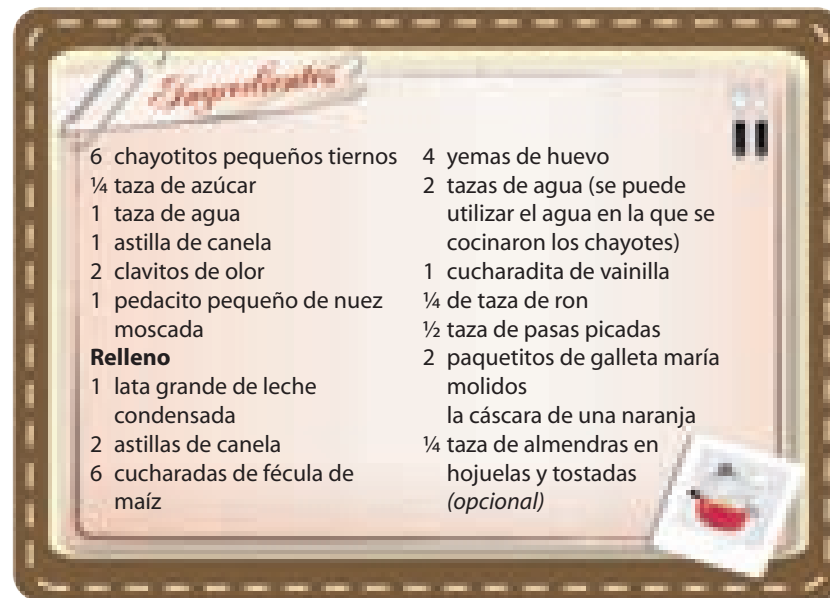 Ingredientes
6 chayotitos pequeños tiernos
¼ taza de azúcar
1 taza de agua
1 astilla de canela
2 clavitos de olor
1 pedacito pequeño de nuez
moscada
Relleno
1 lata grande de leche
condensada
2 astillas de canela
6 cucharadas de fécula de
maíz
4 yemas de huevo
2 tazas de agua (se puede
utilizar el agua en la que se
cocinaron los chayotes)
1 cucharadita de vainilla
¼ de taza de ron
½ taza de pasas picadas
2 paquetitos de galleta maría
molidos
la cáscara de una naranja
¼ taza de almendras en
hojuelas y tostadas
(opcional)